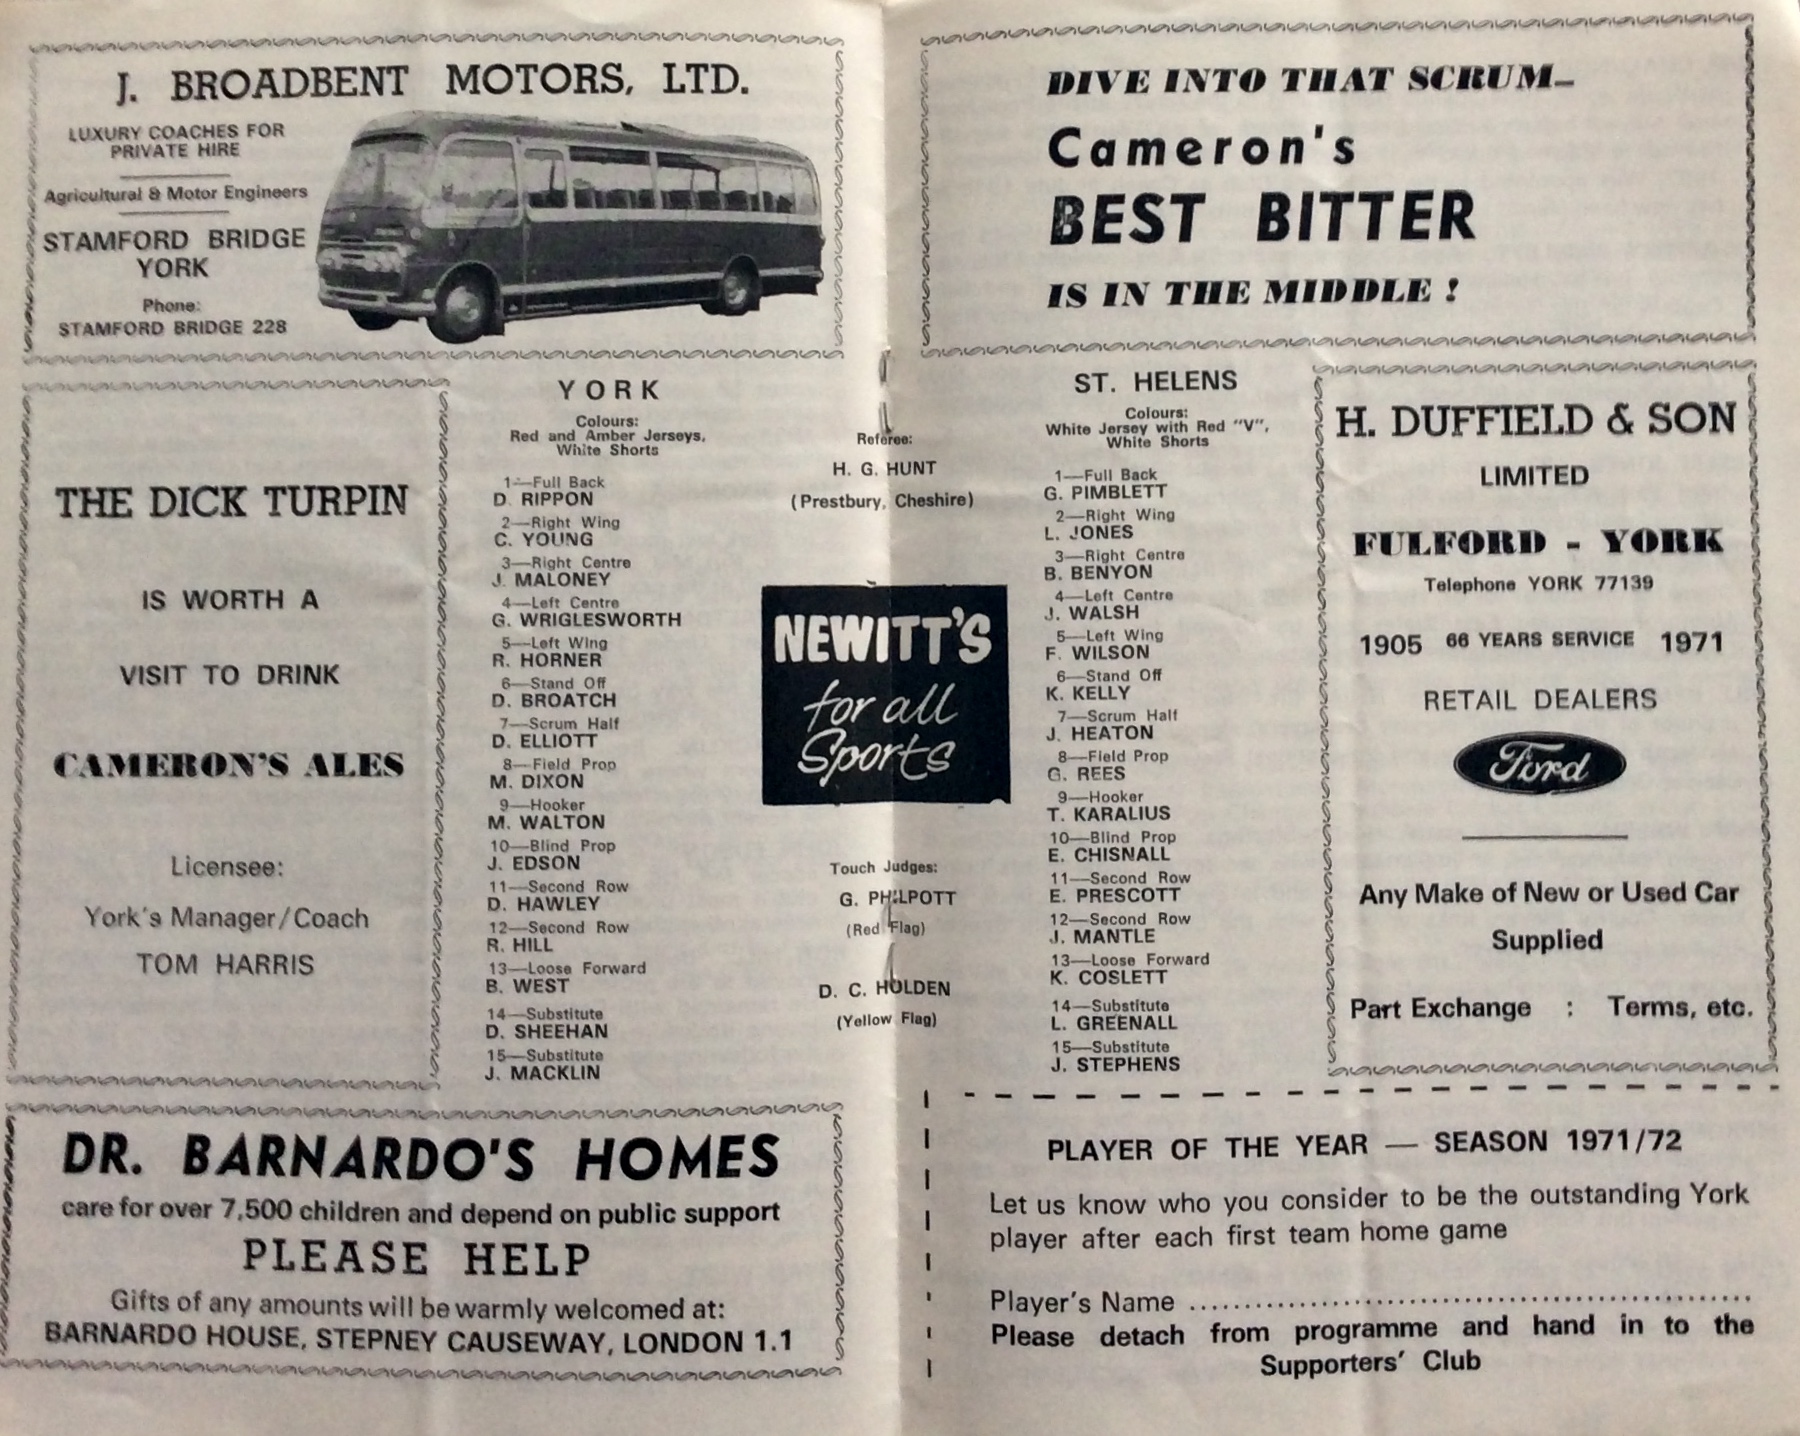 J. BROADBENT MOTORS, LTD.
LUXURY COACHES FOR
PRIVATE HIRE
Agricultural & Motor Engineers
STAMFORD BRIDGE
YORK
Phone:
STAMFORD BRIDGE 228
DIVE INTO THAT SCRUM—
Cameron's
BEST BITTER
IS IN THE MIDDLE !
THE DICK TURPIN
IS WORTH A
VISIT TO DRINK
CAMERON'S ALES
Licensee:
York's Manager/Coach
TOM HARRIS
YORK
Colours:
Red and Amber Jerseys,
White Shorts
1—Full Back
D. RIPPON
2—Right Wing
C. YOUNG
3—Right Centre
J. MALONEY
4—Left Centre
G. WRIGLESWORTH
5—Left Wing
R. HORNER
6—Stand Off
D. BROATCH
7—Scrum Half
D. ELLIOTT
8—Field Prop
M. DIXON
9—Hooker
M. WALTON
10—Blind Prop
J. EDSON
11—Second Row
D. HAWLEY
12—Second Row
R. HILL
13—Loose Forward
B. WEST
14—Substitute
D. SHEEHAN
15—Substitute
J. MACKLIN
Referee:
H. G. HUNT
(Prestbury, Cheshire)
NEWITT'S
for all
Sports
Touch Judges:
G. PHILPOTT
(Red Flag)
D. C. HOLDEN
(Yellow Flag)
ST. HELENS
Colours:
White Jersey with Red "V",
White Shorts
1—Full Back
G. PIMBLETT
2—Right Wing
L. JONES
3—Right Centre
B. BENYON
4—Left Centre
J. WALSH
5—Left Wing
F. WILSON
6—Stand Off
K. KELLY
7—Scrum Half
J. HEATON
8—Field Prop
G. REES
9—Hooker
T. KARALIUS
10—Blind Prop
E. CHISNALL
11—Second Row
E. PRESCOTT
12—Second Row
J. MANTLE
13—Loose Forward
K. COSLETT
14—Substitute
L. GREENALL
15—Substitute
J. STEPHENS
H. DUFFIELD & SON
LIMITED
FULFORD - YORK
Telephone YORK 77139
1905 66 YEARS SERVICE 1971
RETAIL DEALERS
Ford
Any Make of New or Used Car
Supplied
Part Exchange : Terms, etc.
DR. BARNARDO'S HOMES
care for over 7,500 children and depend on public support
PLEASE HELP
Gifts of any amounts will be warmly welcomed at:
BARNARDO HOUSE, STEPNEY CAUSEWAY, LONDON 1.1
PLAYER OF THE YEAR — SEASON 1971/72
Let us know who you consider to be the outstanding York
player after each first team home game
Player's Name ......................................................
Please detach from programme and hand in to the
Supporters' Club